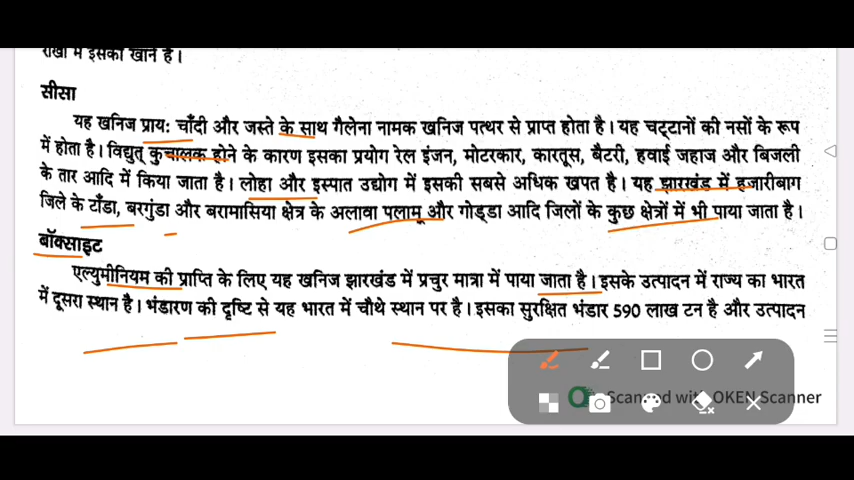 राखा में इसका खान है।
सीसा
यह खनिज प्राय: चाँदी और जस्ते के साथ गैलेना नामक खनिज पत्थर से प्राप्त होता है। यह चट्टानों की नसों के रूप
में होता है। विद्युत् कुचालक होने के कारण इसका प्रयोग रेल इंजन, मोटरकार, कारतूस, बैटरी, हवाई जहाज और बिजली
के तार आदि में किया जाता है। लोहा और इस्पात उद्योग में इसकी सबसे अधिक खपत है। यह झारखंड में हजारीबाग
जिले के टाँडा, बरगुंडा और बरामासिया क्षेत्र के अलावा पलामू और गोड्डा आदि जिलों के कुछ क्षेत्रों में भी पाया जाता है।
बॉक्साइट
एल्युमीनियम की प्राप्ति के लिए यह खनिज झारखंड में प्रचुर मात्रा में पाया जाता है। इसके उत्पादन में राज्य का भारत
में दूसरा स्थान है। भंडारण की दृष्टि से यह भारत में चौथे स्थान पर है। इसका सुरक्षित भंडार 590 लाख टन है और उत्पादन
Scanned with OKEN Scanner